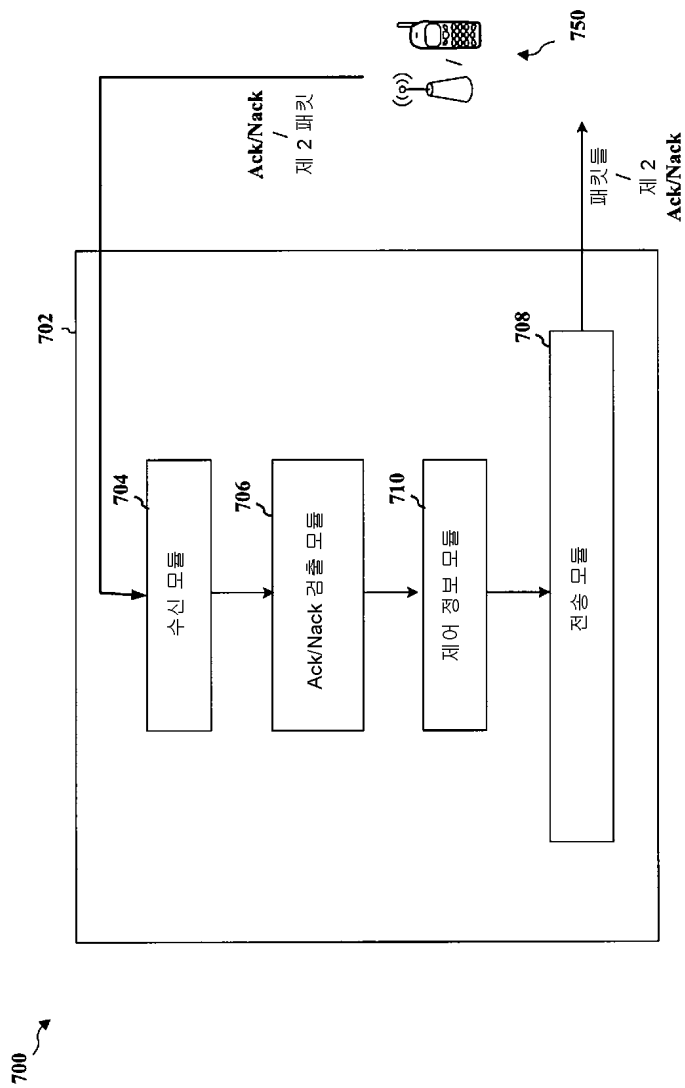 700
702
704
수신 모듈
706
Ack/Nack 검출 모듈
710
제어 정보 모듈
708
전송 모듈
Ack/Nack
/
제 2 패킷
패킷들
/
제 2
Ack/Nack
/
750